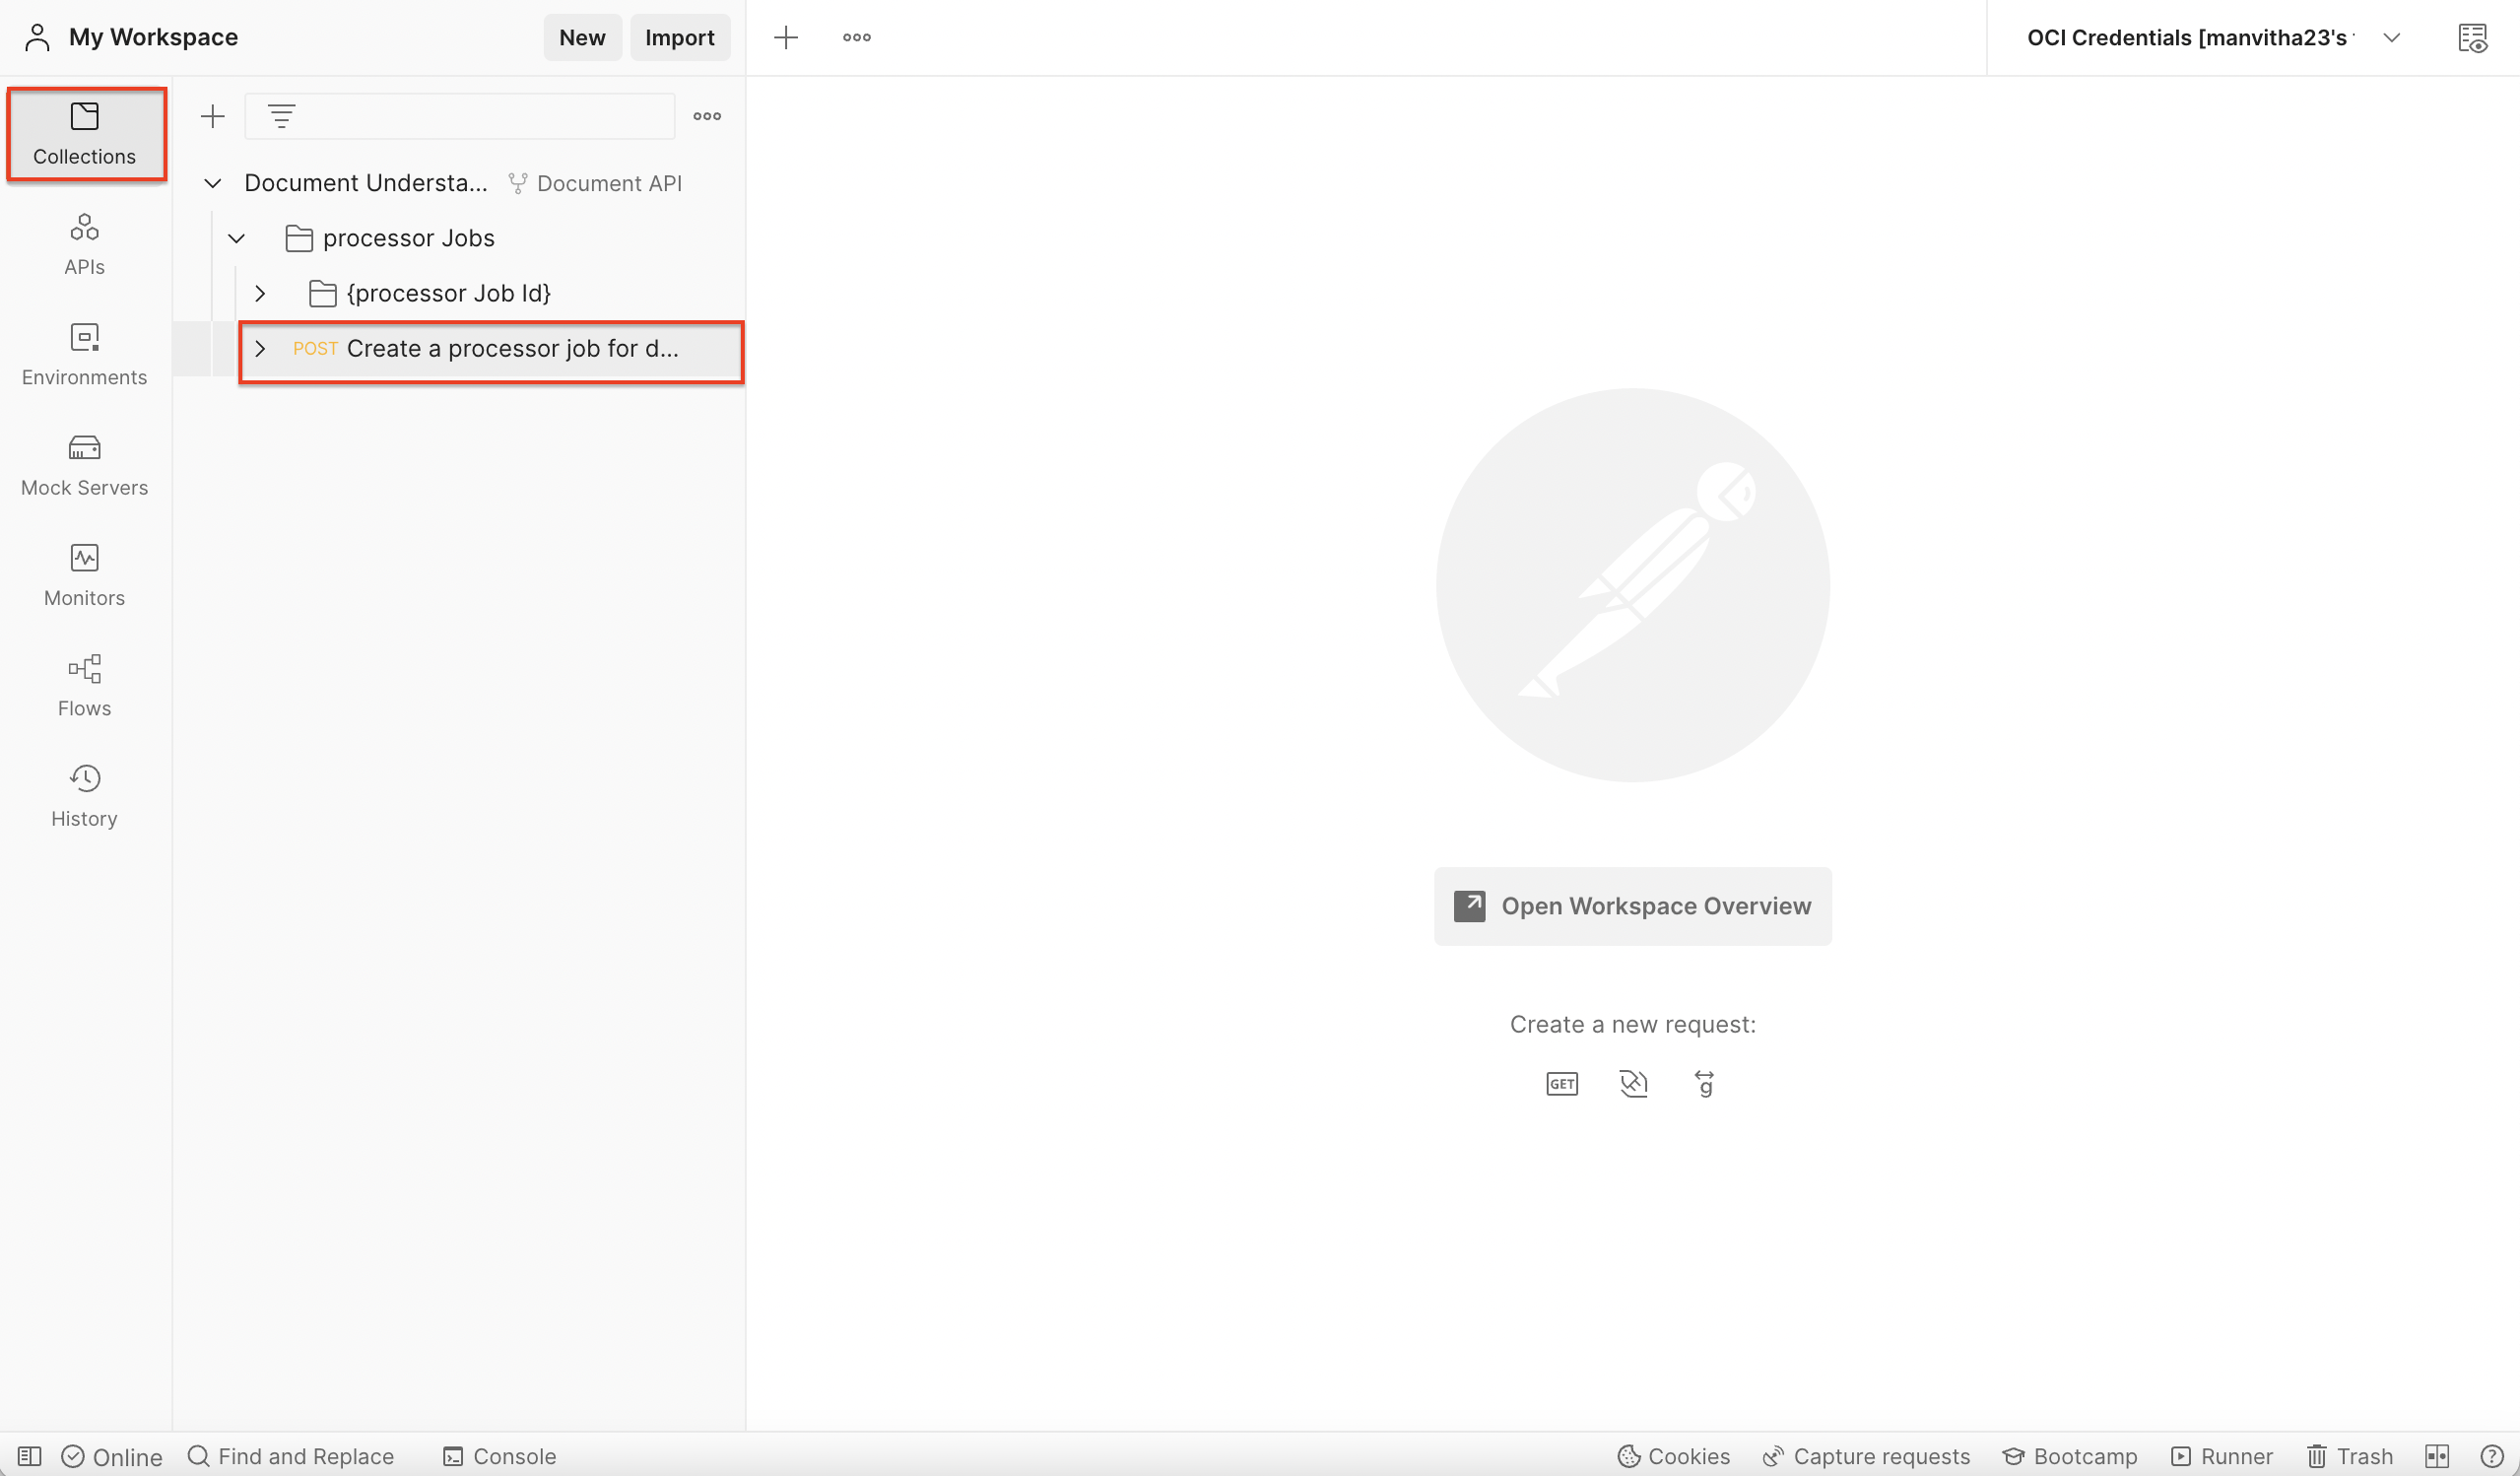 My Workspace
New
Import
OCI Credentials [manvitha23's
Collections
APIs
Environments
Mock Servers
Monitors
Flows
History
Document Understa...
Document API
processor Jobs
{processor Job Id}
POST Create a processor job for d...
Open Workspace Overview
Create a new request:
GET
g
Online
Find and Replace
Console
Cookies
Capture requests
Bootcamp
Runner
Trash